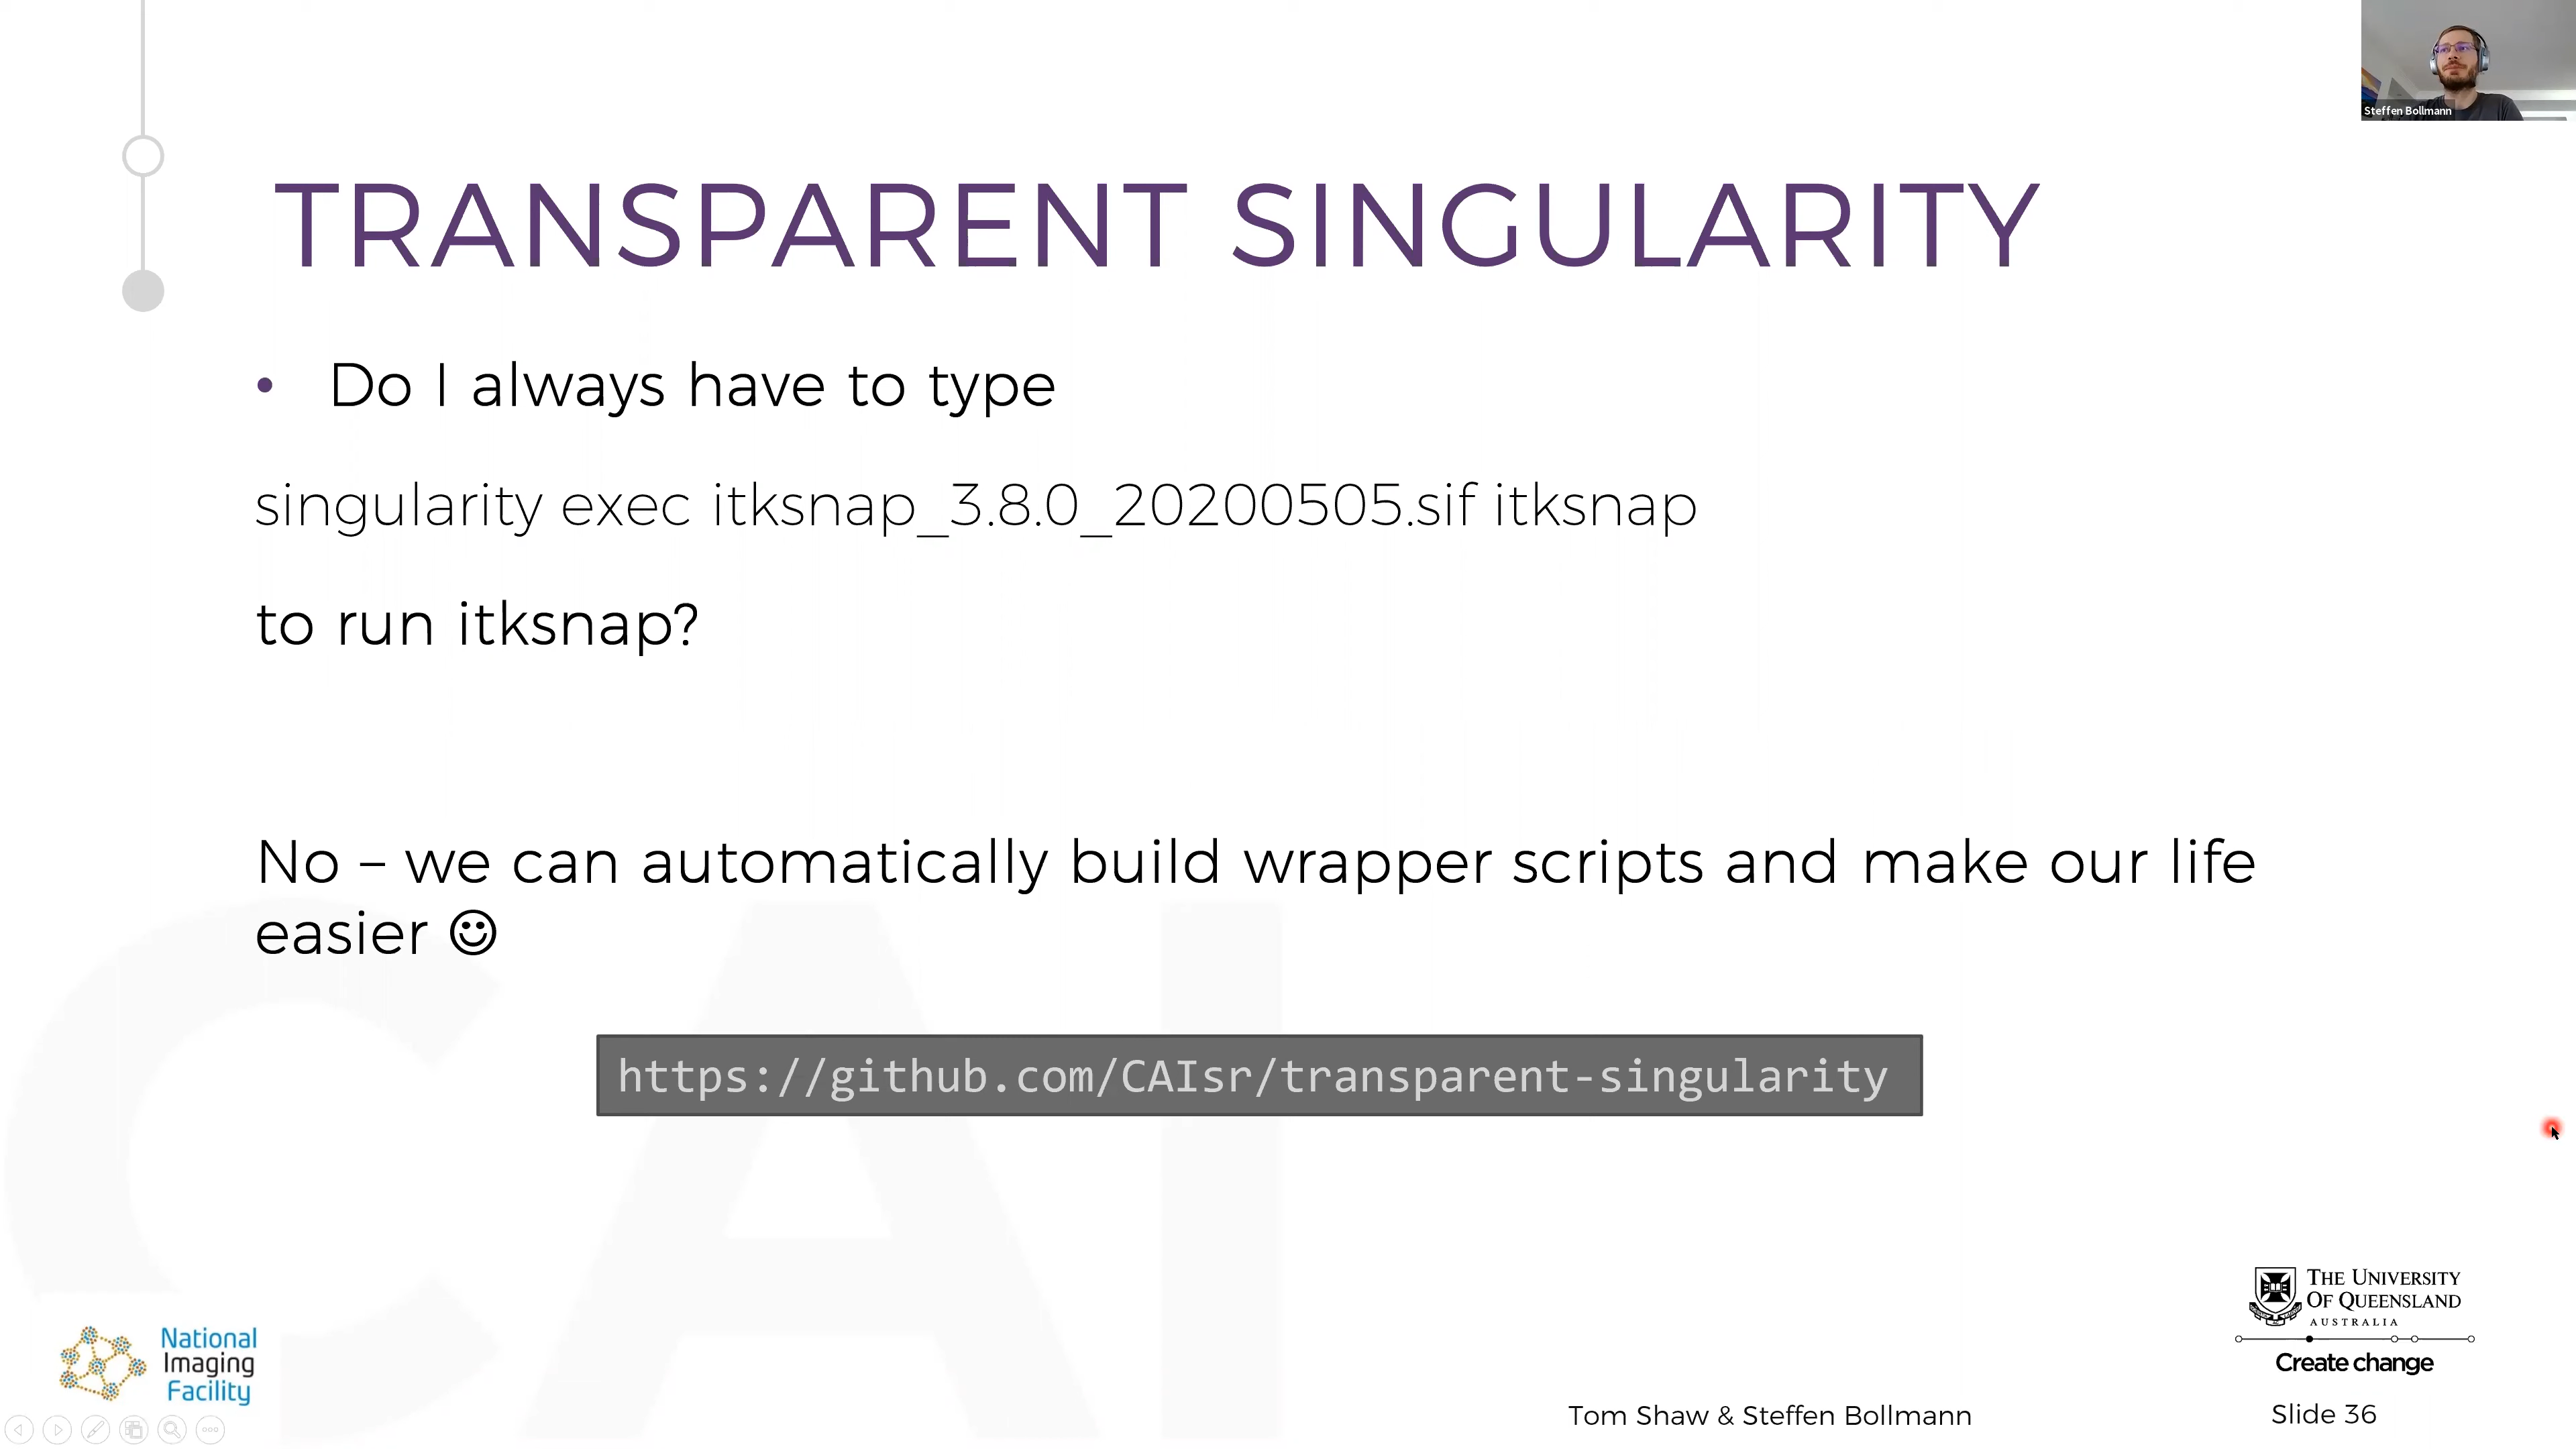 Steffen Bollmann
TRANSPARENT SINGULARITY
• Do I always have to type
singularity exec itksnap_3.8.0_20200505.sif itksnap
to run itksnap?
No – we can automatically build wrapper scripts and make our life
easier ☺
https://github.com/CAIsr/transparent-singularity
CAI
National
Imaging
Facility
THE UNIVERSITY
OF QUEENSLAND
AUSTRALIA
Create change
Tom Shaw & Steffen Bollmann
Slide 36